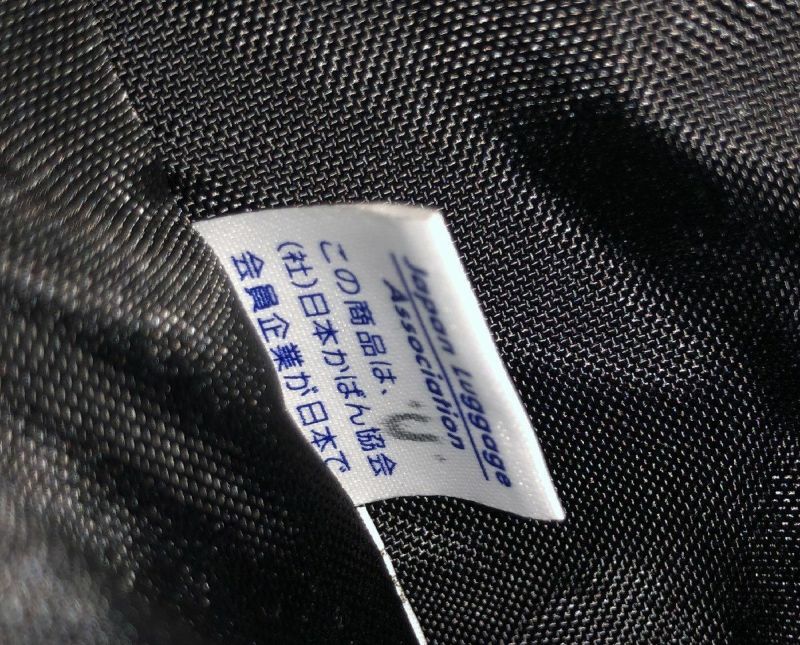 Japan Luggage
Association
この商品は、
(社)日本かばん協会
会員企業が日本で